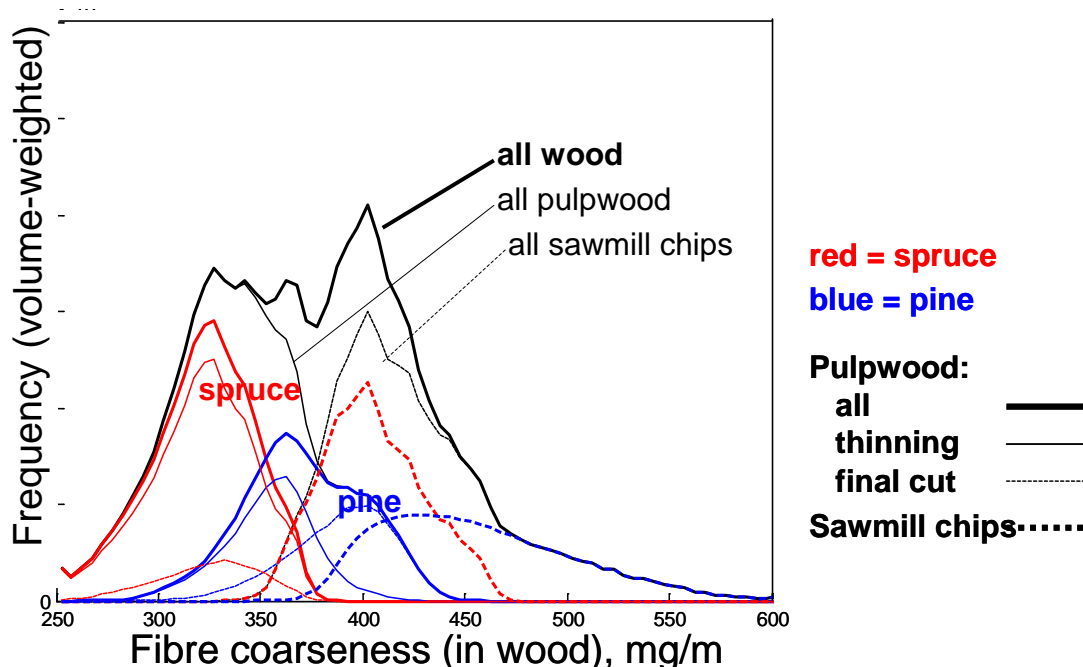 Frequency (volume-weighted)
all wood
all pulpwood
all sawmill chips
spruce
pine
0
250
300
350
400
450
500
550
600
Fibre coarseness (in wood), mg/m
red = spruce
blue = pine
Pulpwood:
all
thinning
final cut
Sawmill chips